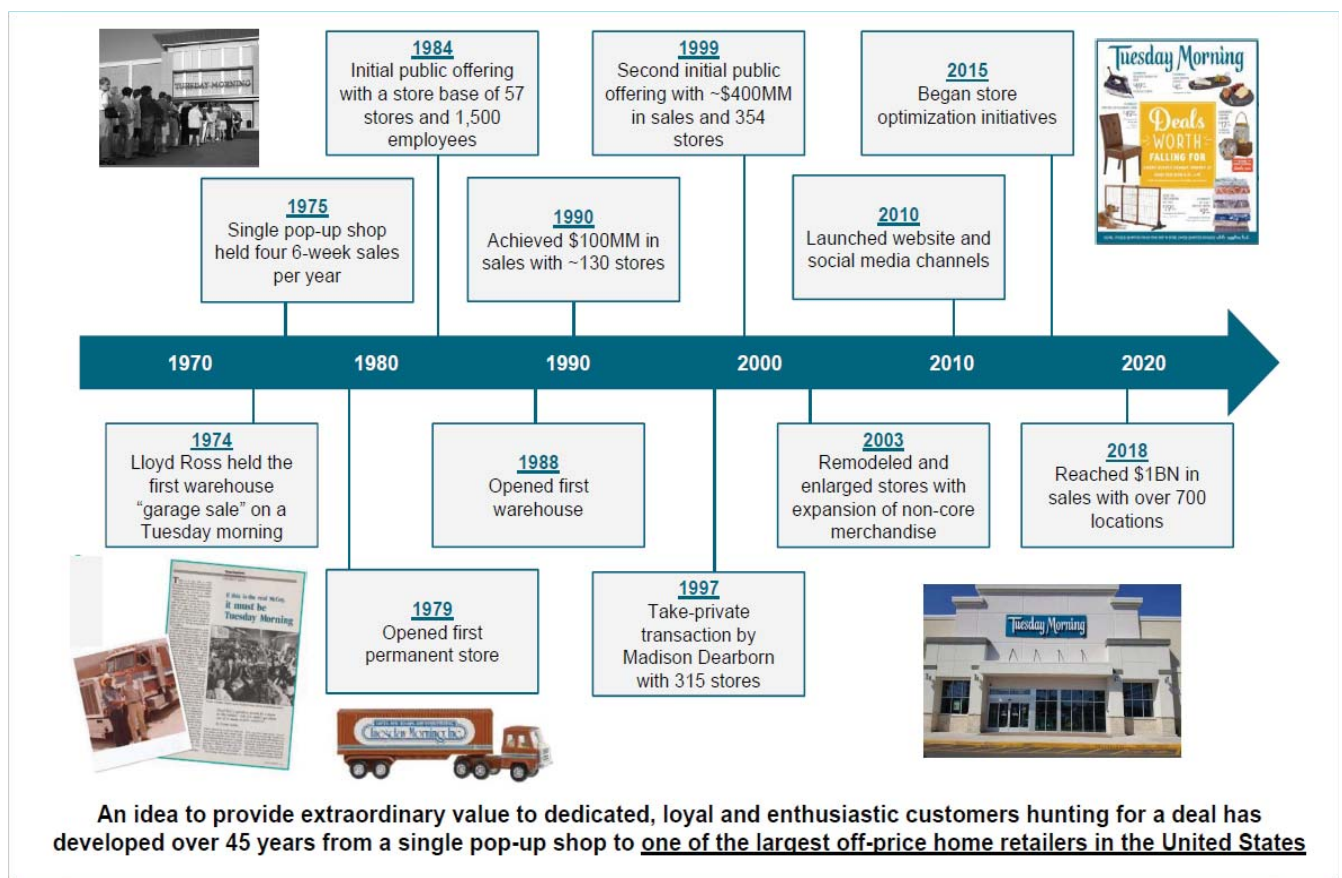 TUESDAY MORNING
1984
Initial public offering
with a store base of 57
stores and 1,500
employees
1999
Second initial public
offering with ~$400MM
in sales and 354
stores
2015
Began store
optimization initiatives
Tuesday Morning
Deals
WORTH
FALLING FOR
1975
Single pop-up shop
held four 6-week sales
per year
1990
Achieved $100MM in
sales with ~130 stores
2010
Launched website and
social media channels
1970 1980 1990 2000 2010 2020
1974
Lloyd Ross held the
first warehouse
“garage sale” on a
Tuesday morning
1988
Opened first
warehouse
2003
Remodeled and
enlarged stores with
expansion of non-core
merchandise
2018
Reached $1BN in
sales with over 700
locations
1979
Opened first
permanent store
1997
Take-private
transaction by
Madison Dearborn
with 315 stores
If this is the real McCoy,
it must be
Tuesday Morning
Tuesday Morning Inc.
Tuesday Morning
An idea to provide extraordinary value to dedicated, loyal and enthusiastic customers hunting for a deal has
developed over 45 years from a single pop-up shop to one of the largest off-price home retailers in the United States